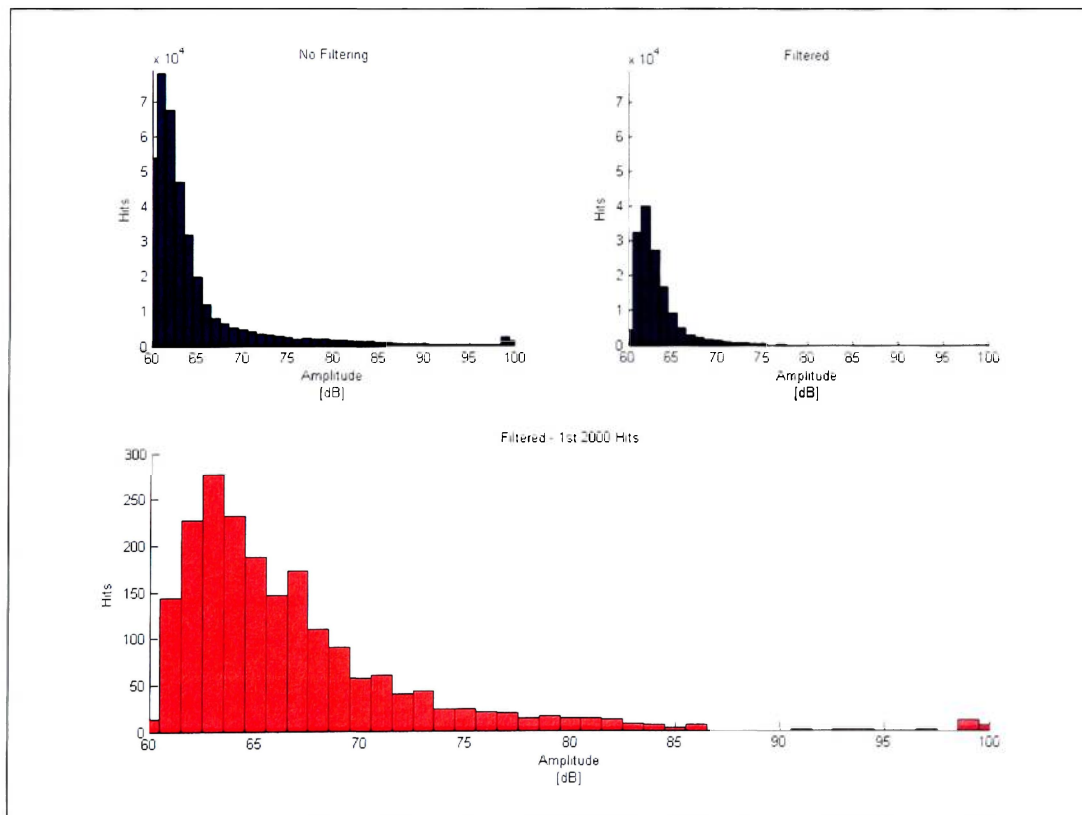 No Filtering
x 10^4
7
6
5
4
3
2
1
0
Hits
60 65 70 75 80 85 90 95 100
Amplitude
[dB]
Filtered
x 10^4
7
6
5
4
3
2
1
0
Hits
60 65 70 75 80 85 90 95 100
Amplitude
[dB]
Filtered - 1st 2000 Hits
300
250
200
150
100
50
0
Hits
60 65 70 75 80 85 90 95 100
Amplitude
[dB]